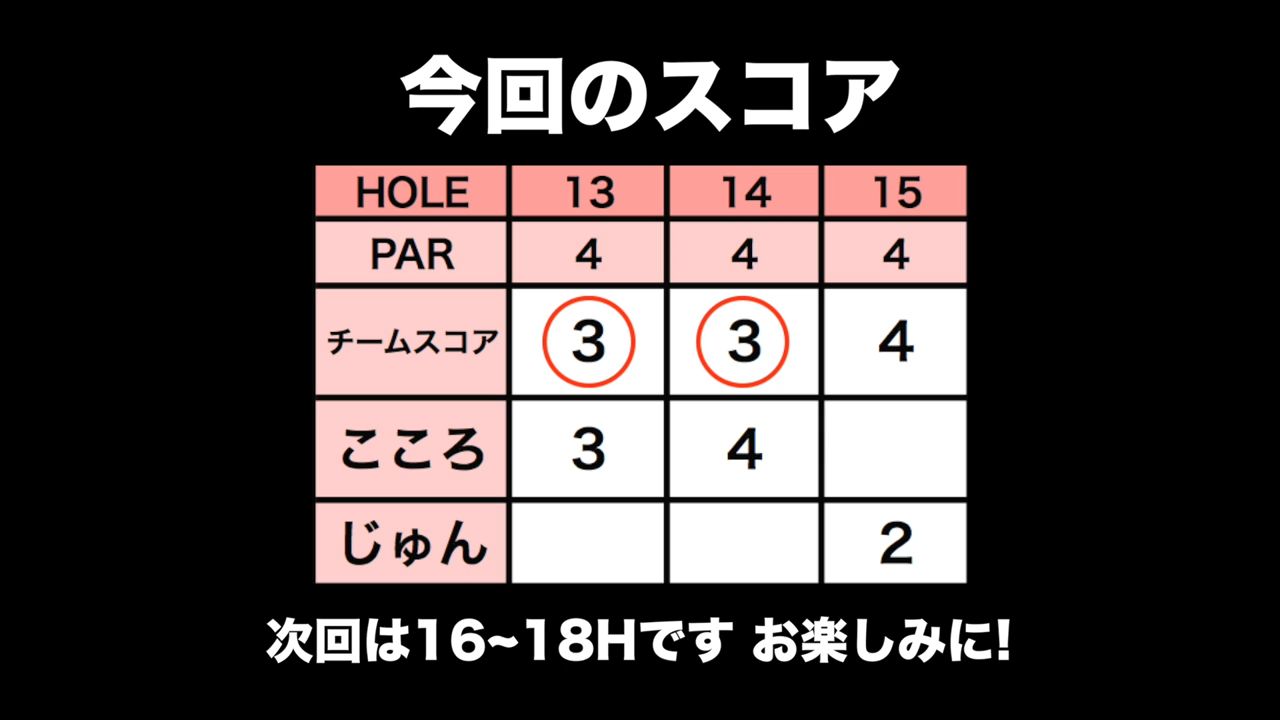 今回のスコア
HOLE 13 14 15
PAR 4 4 4
チームスコア 3 3 4
こころ 3 4
じゅん 2
次回は16~18Hです お楽しみに!